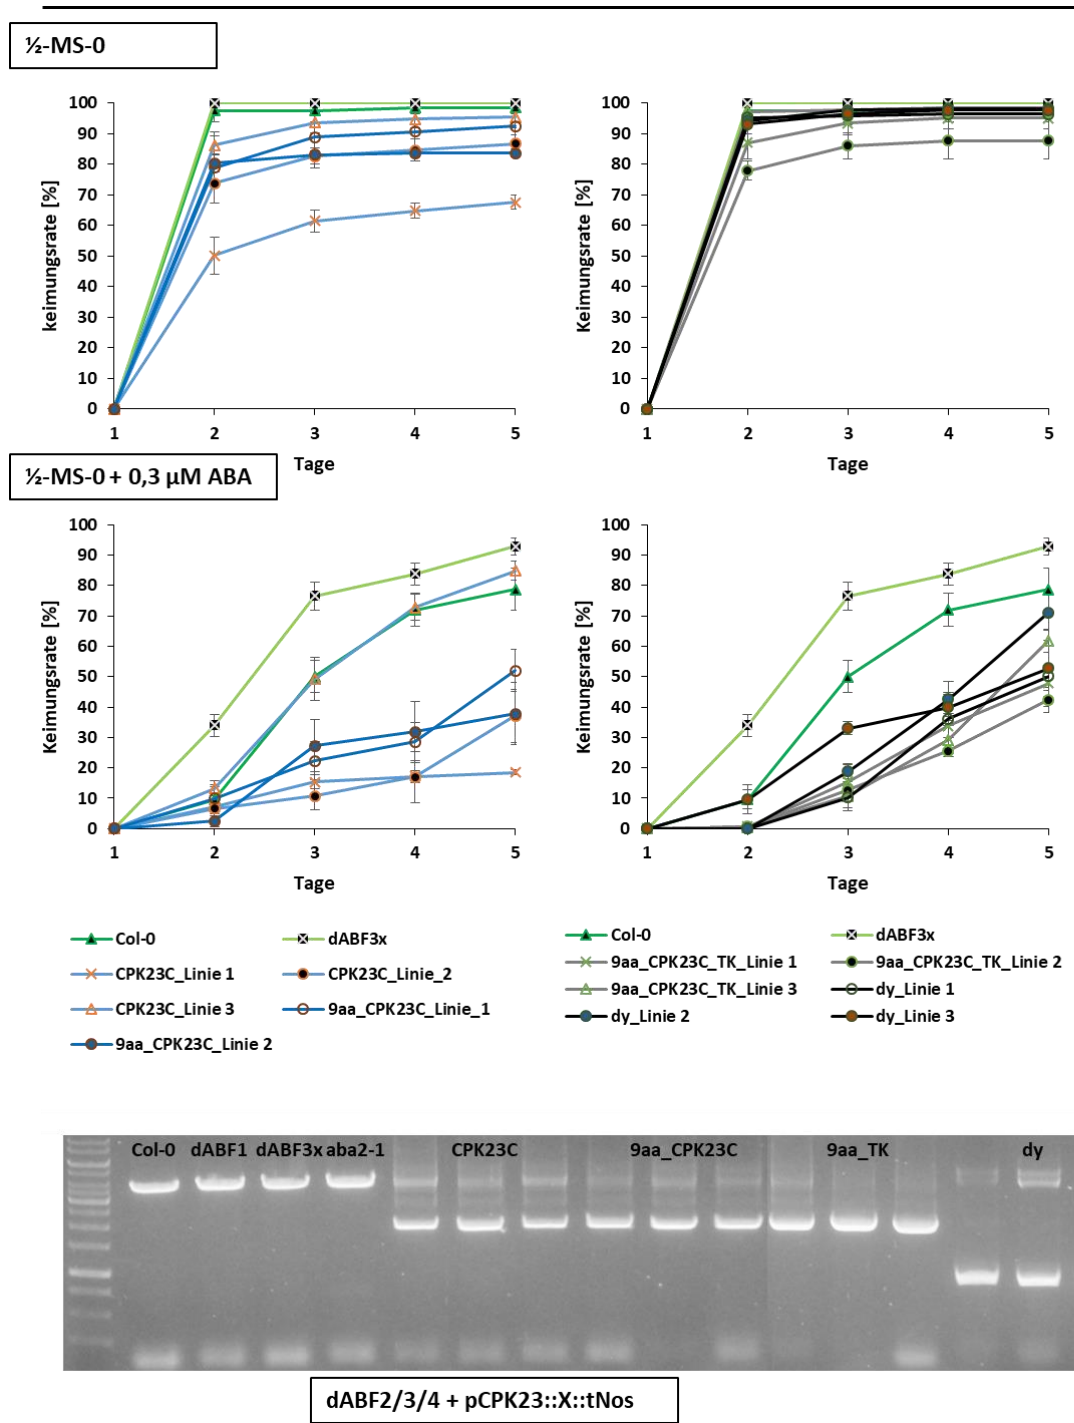 ½-MS-0
100 90 80 70 60 50 40 30 20 10 0
keimungsrate [%]
1 2 3 4 5
Tage
100 90 80 70 60 50 40 30 20 10 0
Keimungsrate [%]
1 2 3 4 5
Tage
½-MS-0 + 0,3 µM ABA
100 90 80 70 60 50 40 30 20 10 0
Keimungsrate [%]
1 2 3 4 5
Tage
100 90 80 70 60 50 40 30 20 10 0
Keimungsrate [%]
1 2 3 4 5
Tage
Col-0 dABF3x
CPK23C_Linie 1 CPK23C_Linie_2
CPK23C_Linie 3 9aa_CPK23C_Linie_1
9aa_CPK23C_Linie 2
Col-0 dABF3x
9aa_CPK23C_TK_Linie 1 9aa_CPK23C_TK_Linie 2
9aa_CPK23C_TK_Linie 3 dy_Linie 1
dy_Linie 2 dy_Linie 3
Col-0 dABF1 dABF3x aba2-1 CPK23C 9aa_CPK23C 9aa_TK dy
dABF2/3/4 + pCPK23::X::tNos